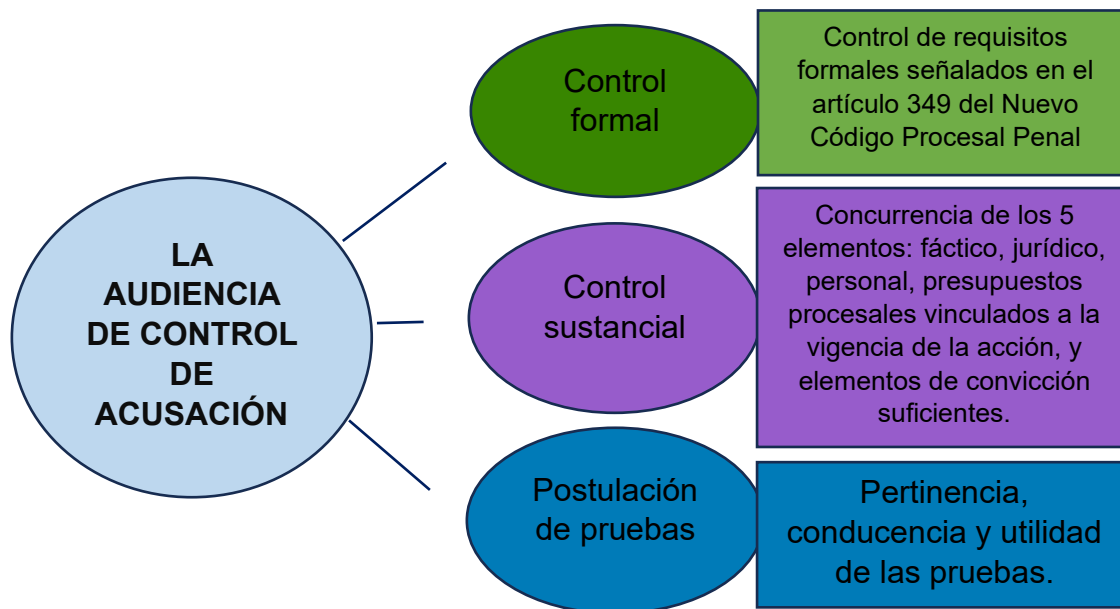 LA
AUDIENCIA
DE CONTROL
DE
ACUSACIÓN
Control
formal
Control de requisitos
formales señalados en el
artículo 349 del Nuevo
Código Procesal Penal
Control
sustancial
Concurrencia de los 5
elementos: fáctico, jurídico,
personal, presupuestos
procesales vinculados a la
vigencia de la acción, y
elementos de convicción
suficientes.
Postulación
de pruebas
Pertinencia,
conducencia y utilidad
de las pruebas.